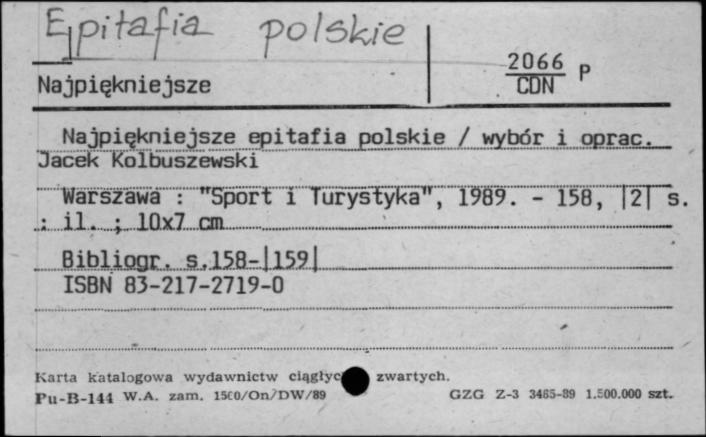 Epitafia polskie
2066 P
CDN
Najpiękniejsze
Najpiękniejsze epitafia polskie / wybór i oprac.
Jacek Kolbuszewski
Warszawa : "Sport i Turystyka", 1989. - 158, |2| s.
: il. ; 10x7 cm
Bibliogr. s.158-|159|
ISBN 83-217-2719-0
Karta katalogowa wydawnictw ciągłyc zwartych.
Pu-B-144 W.A. zam. 1500/On/DW/89 GZG Z-3 3485-89 1.500.000 szt.